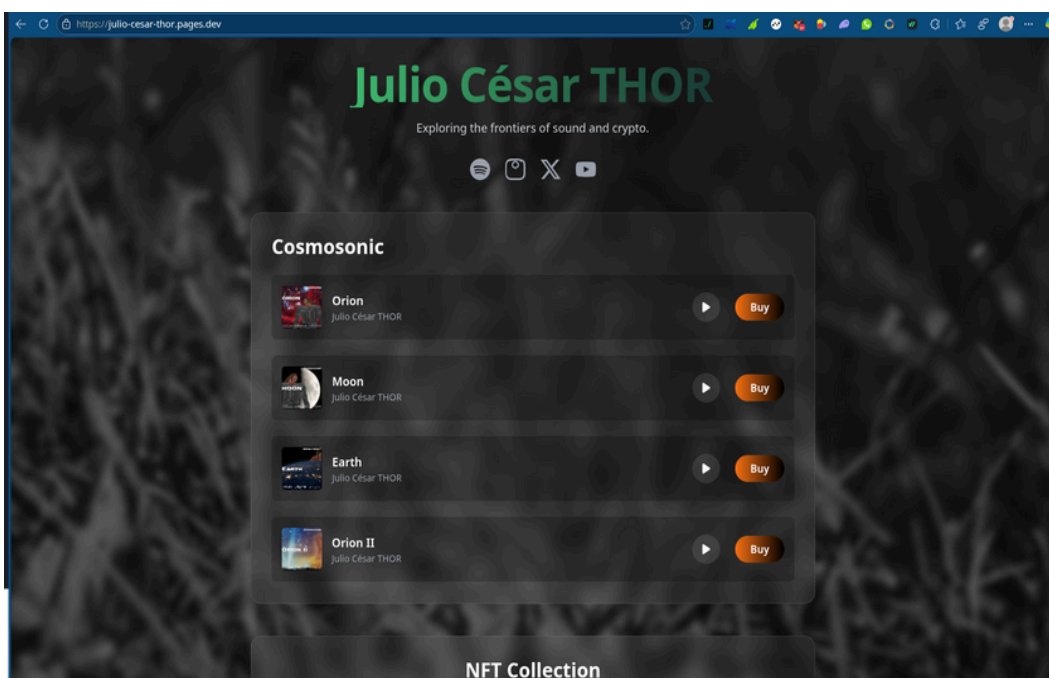 https://julio-cesar-thor.pages.dev
Julio César THOR
Exploring the frontiers of sound and crypto.
Cosmosonic
Orion
Julio César THOR
Buy
Moon
Julio César THOR
Buy
Earth
Julio César THOR
Buy
Orion II
Julio César THOR
Buy
NFT Collection